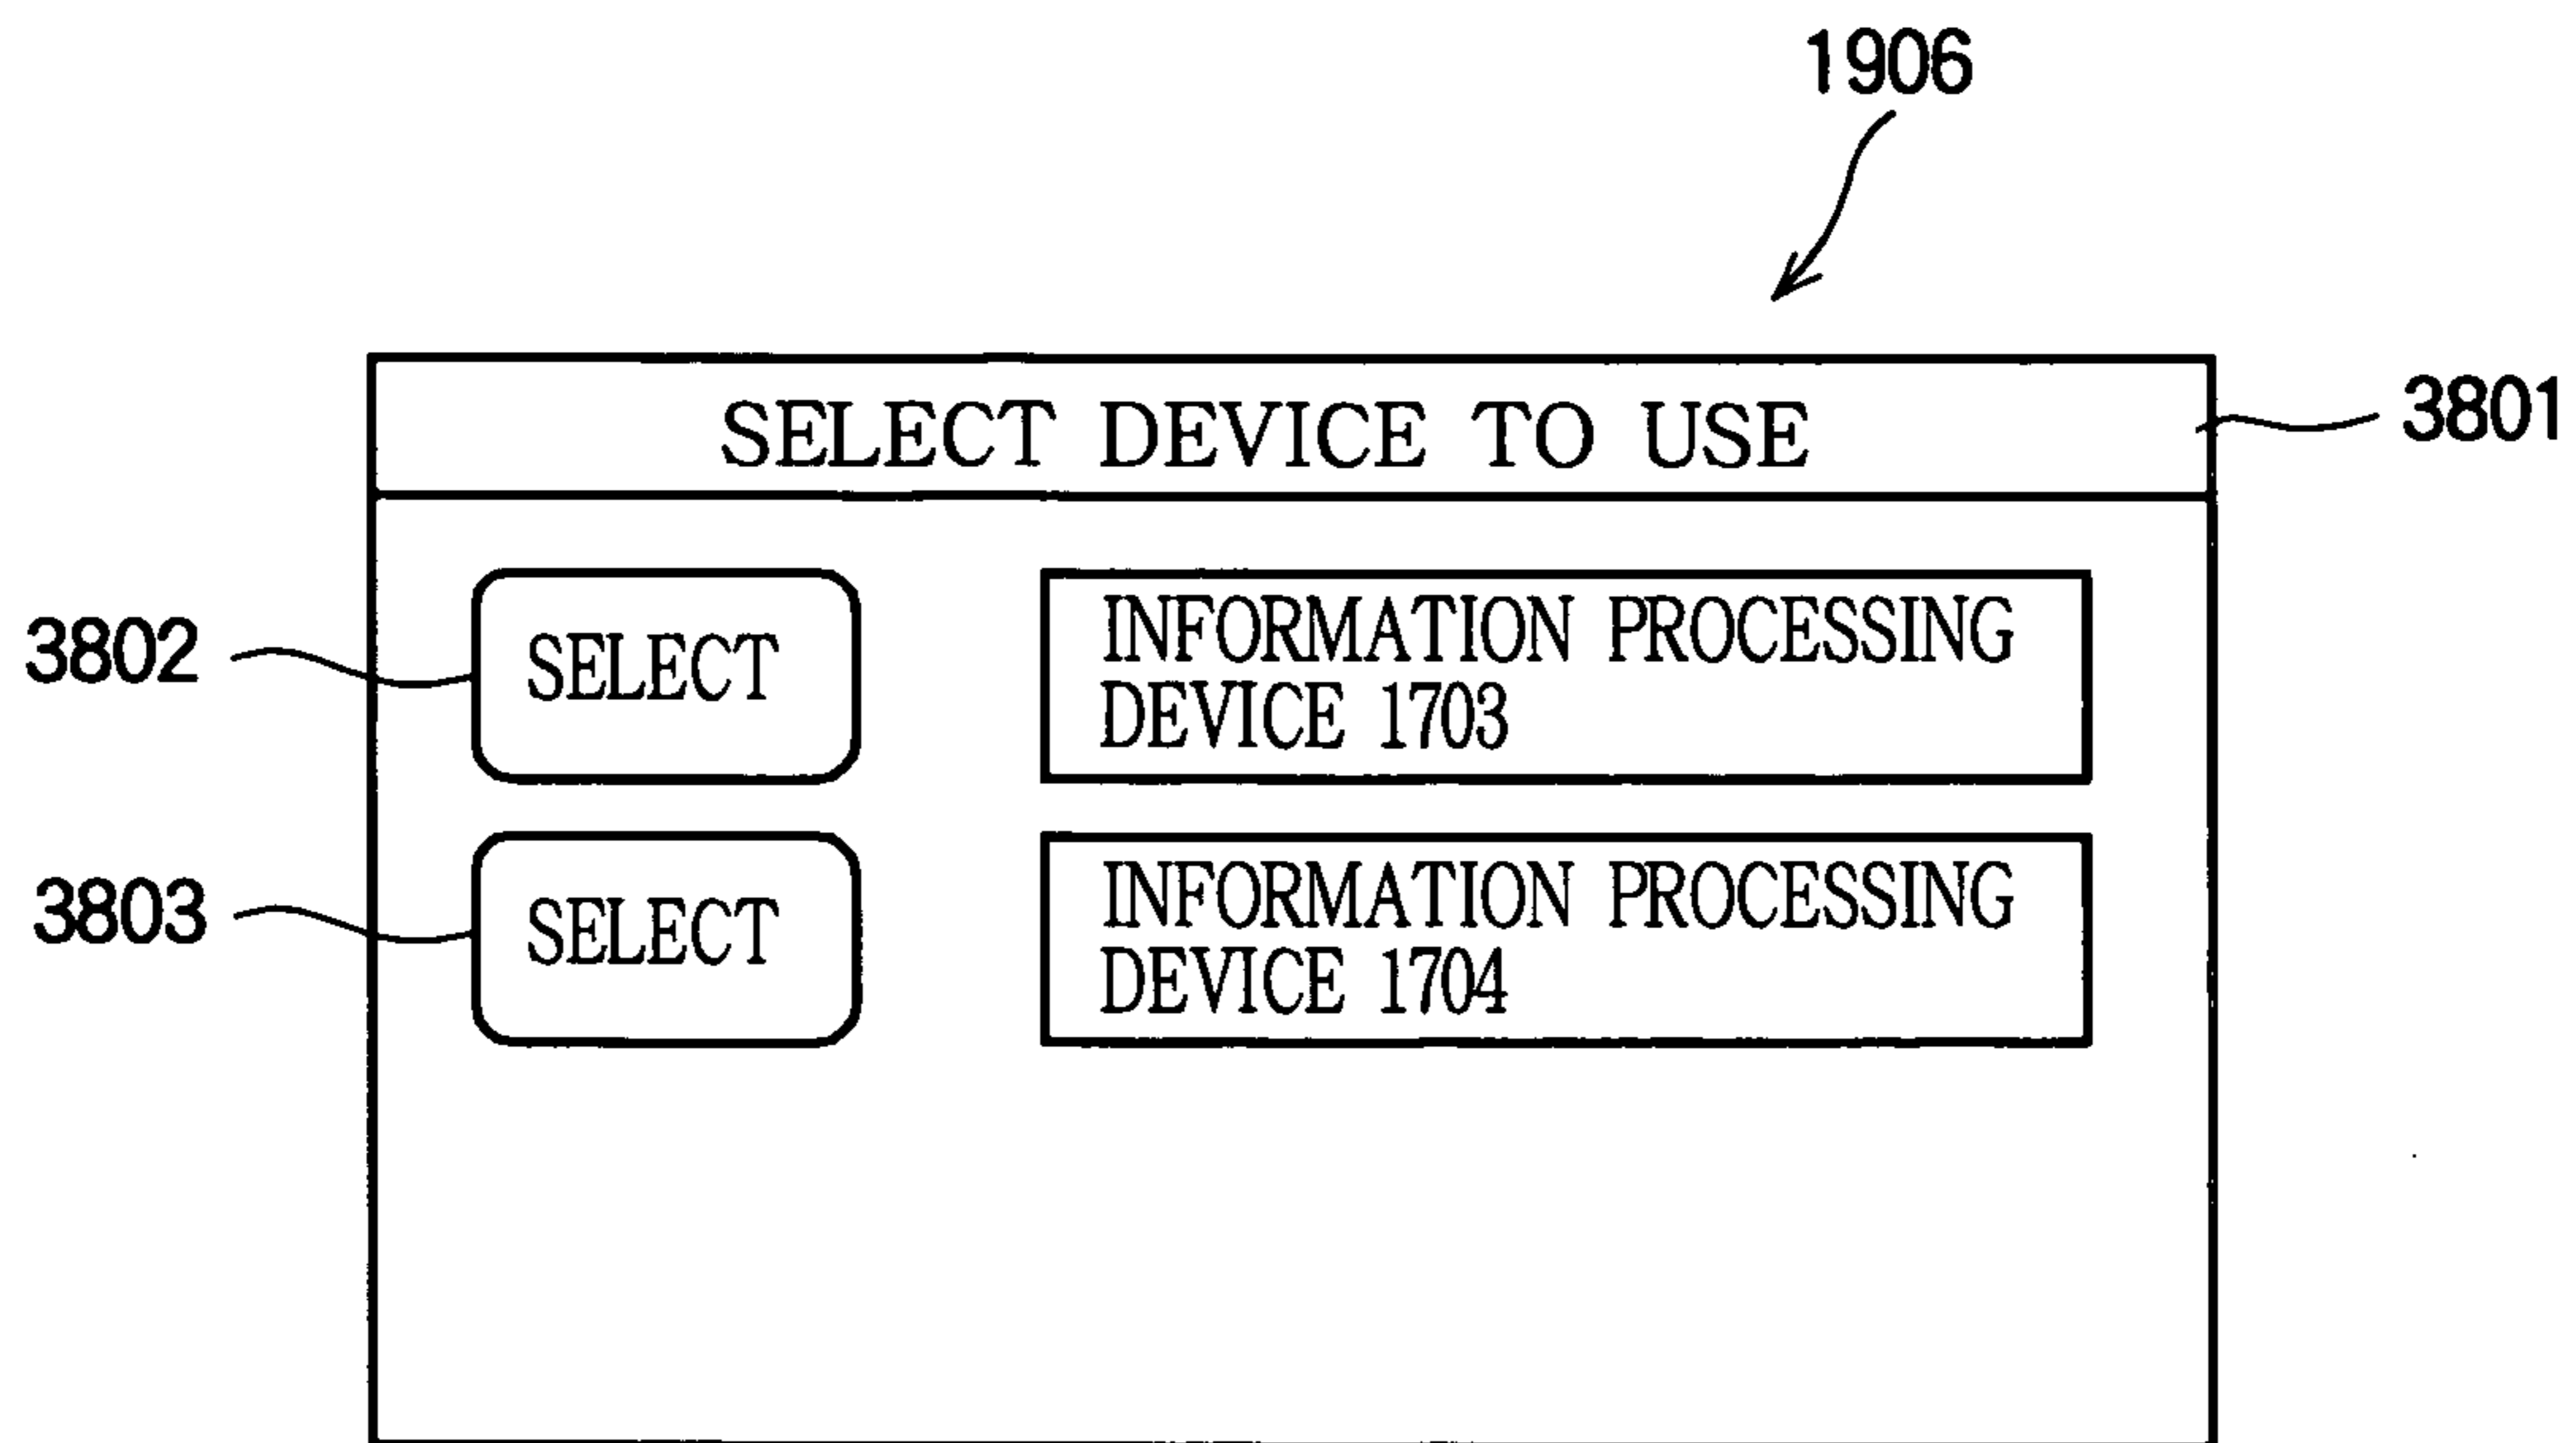 1906
SELECT DEVICE TO USE
3801
3802
SELECT
INFORMATION PROCESSING
DEVICE 1703
3803
SELECT
INFORMATION PROCESSING
DEVICE 1704